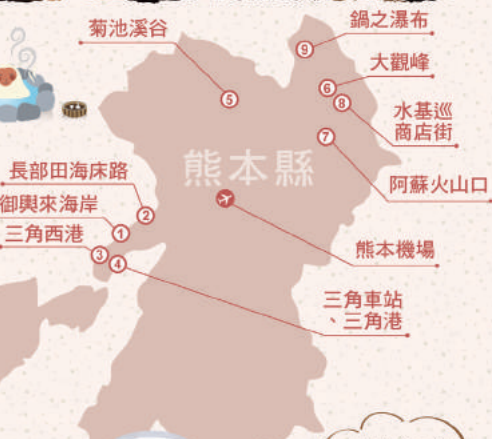 菊池溪谷
鍋之瀑布
⑨
大觀峰
⑥
⑤
⑧
水基巡
商店街
⑦
熊本縣
長部田海床路
阿蘇火山口
御輿來海岸
②
三角西港
①
熊本機場
③
④
三角車站
、三角港